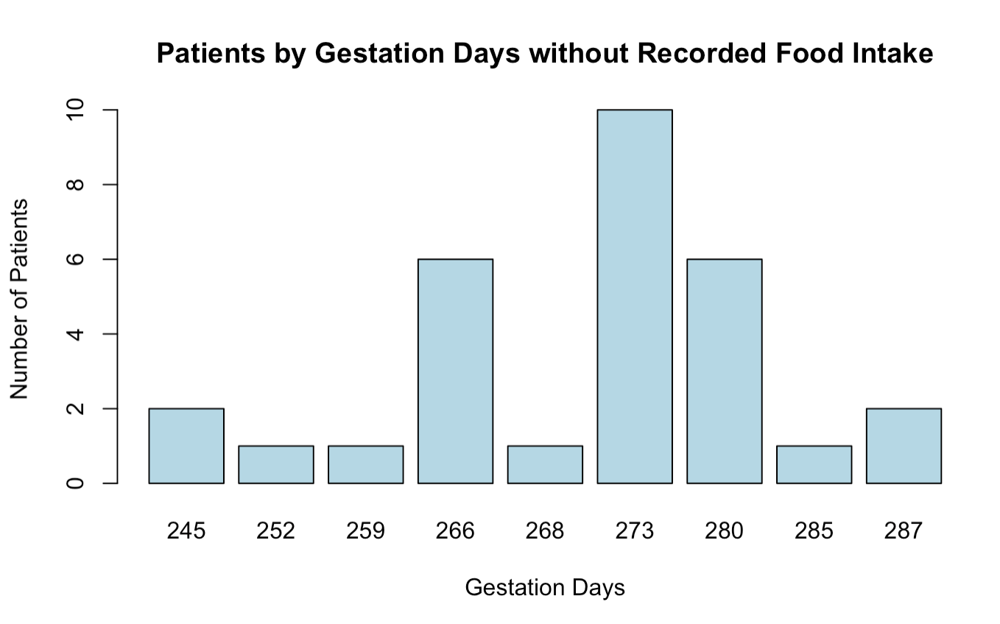 Patients by Gestation Days without Recorded Food Intake
Number of Patients
10
8
6
4
2
0
245 252 259 266 268 273 280 285 287
Gestation Days